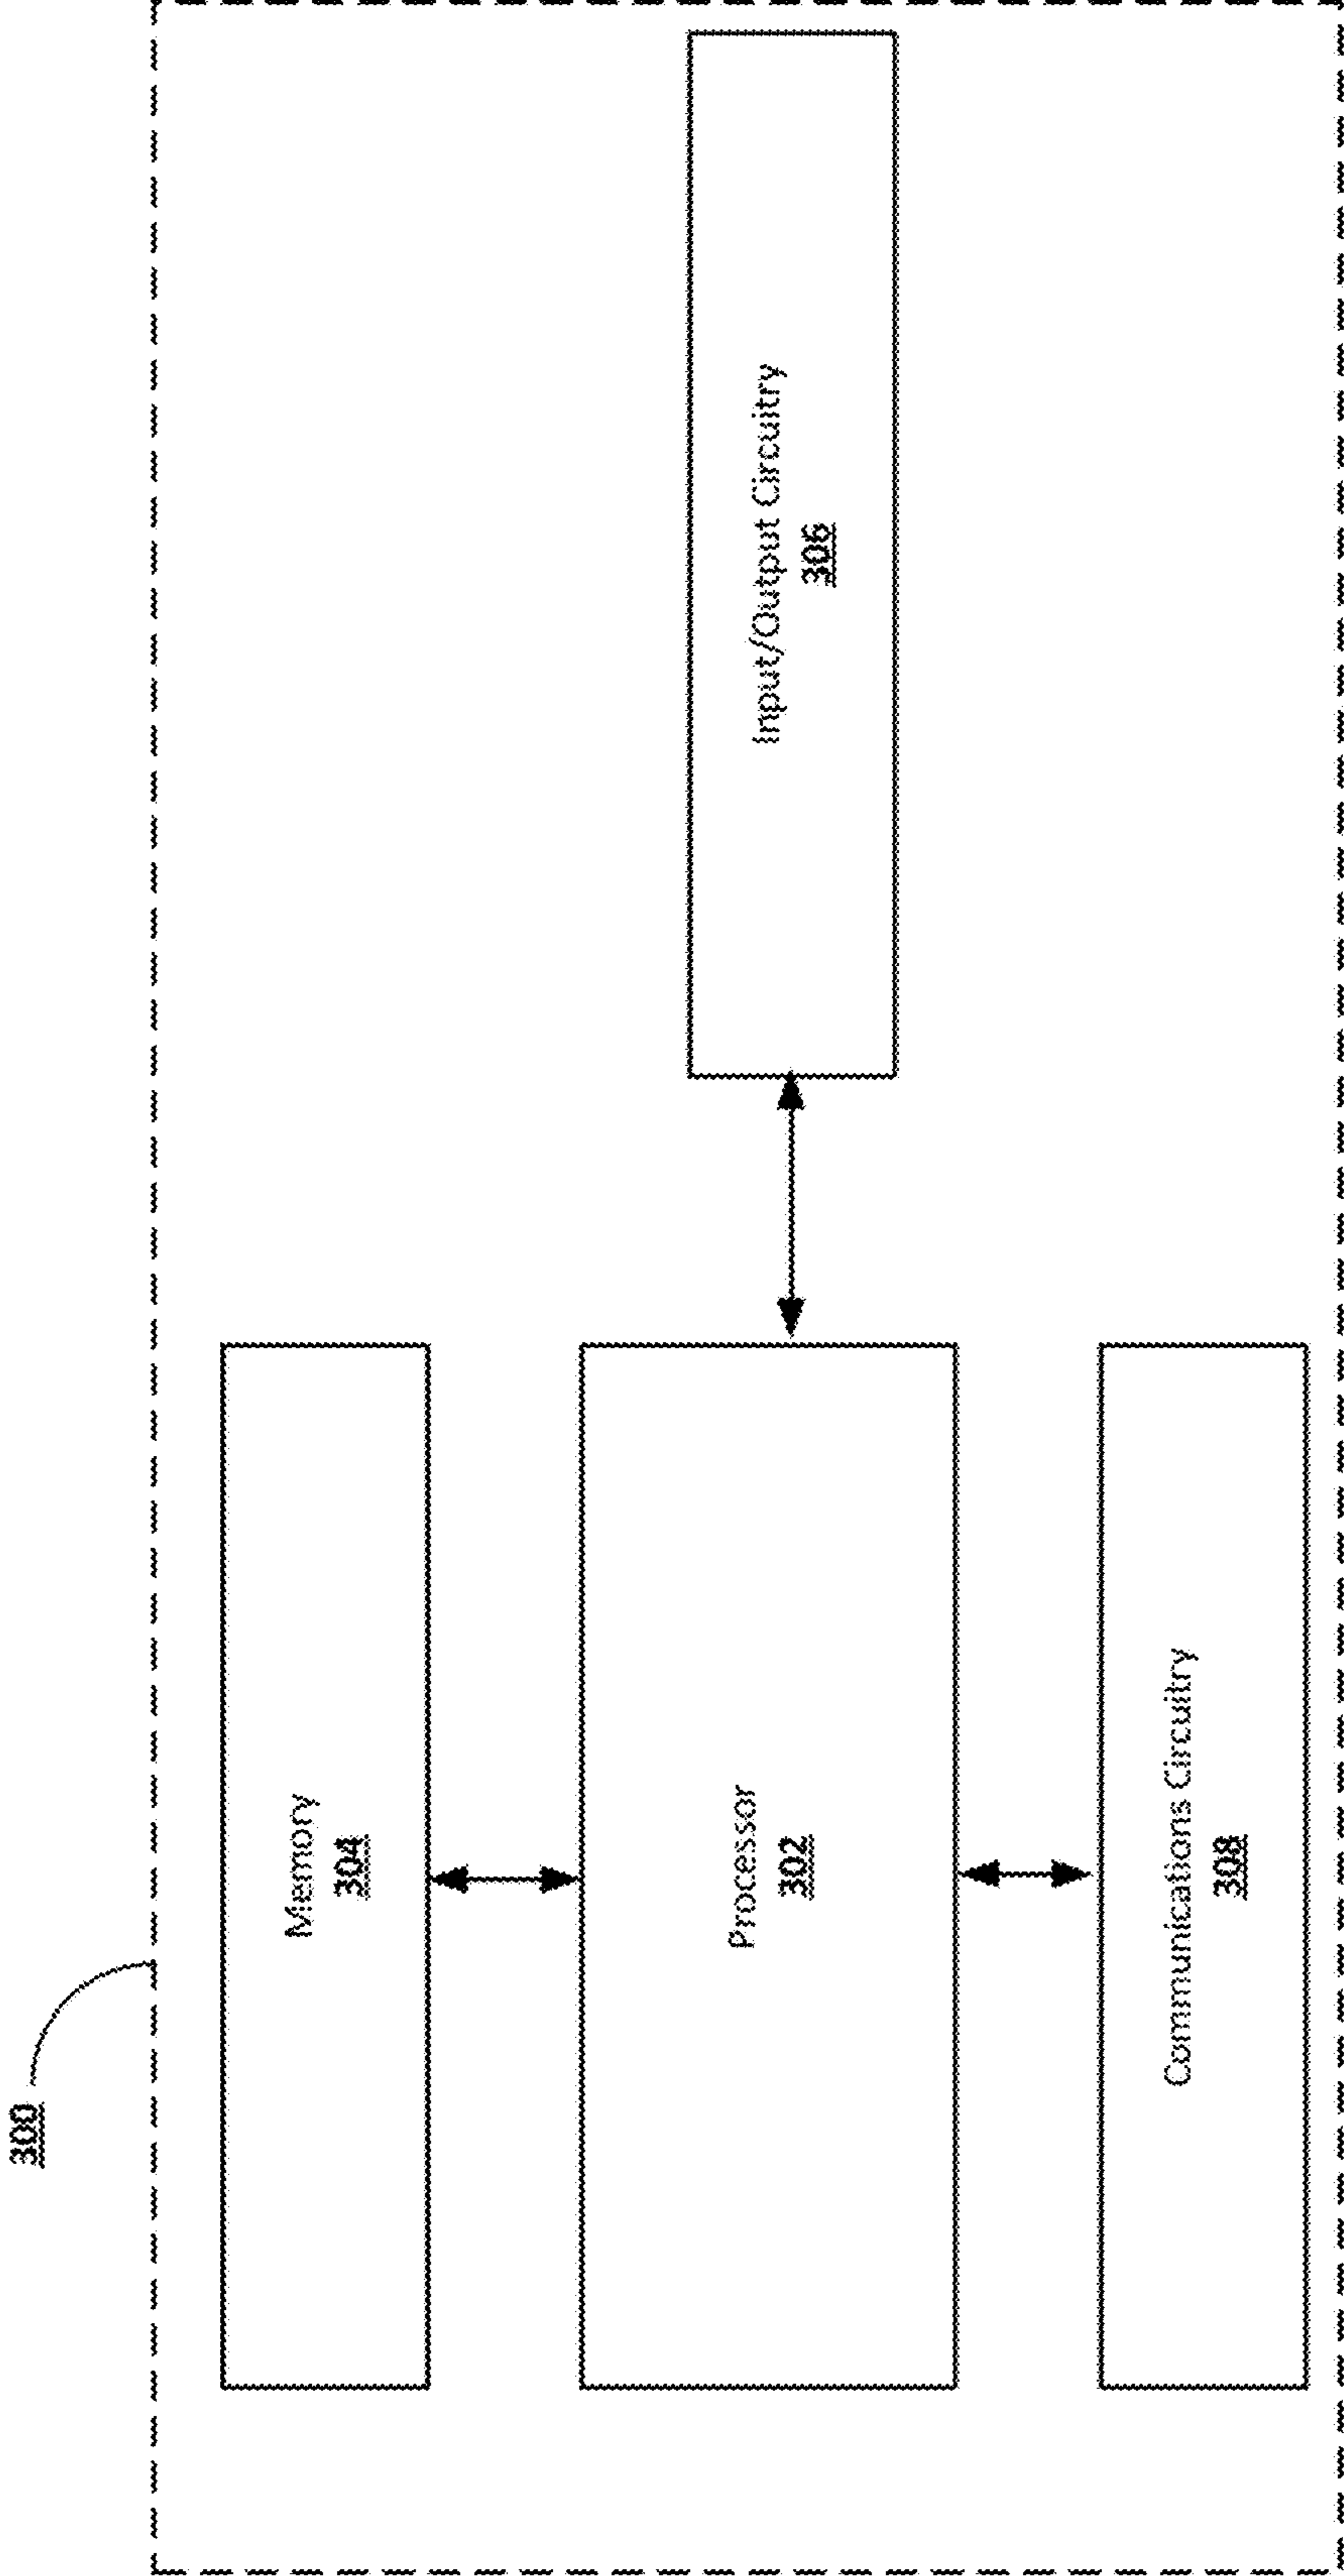 300
Memory
304
Processor
302
Input/Output Circuitry
306
Communications Circuitry
308